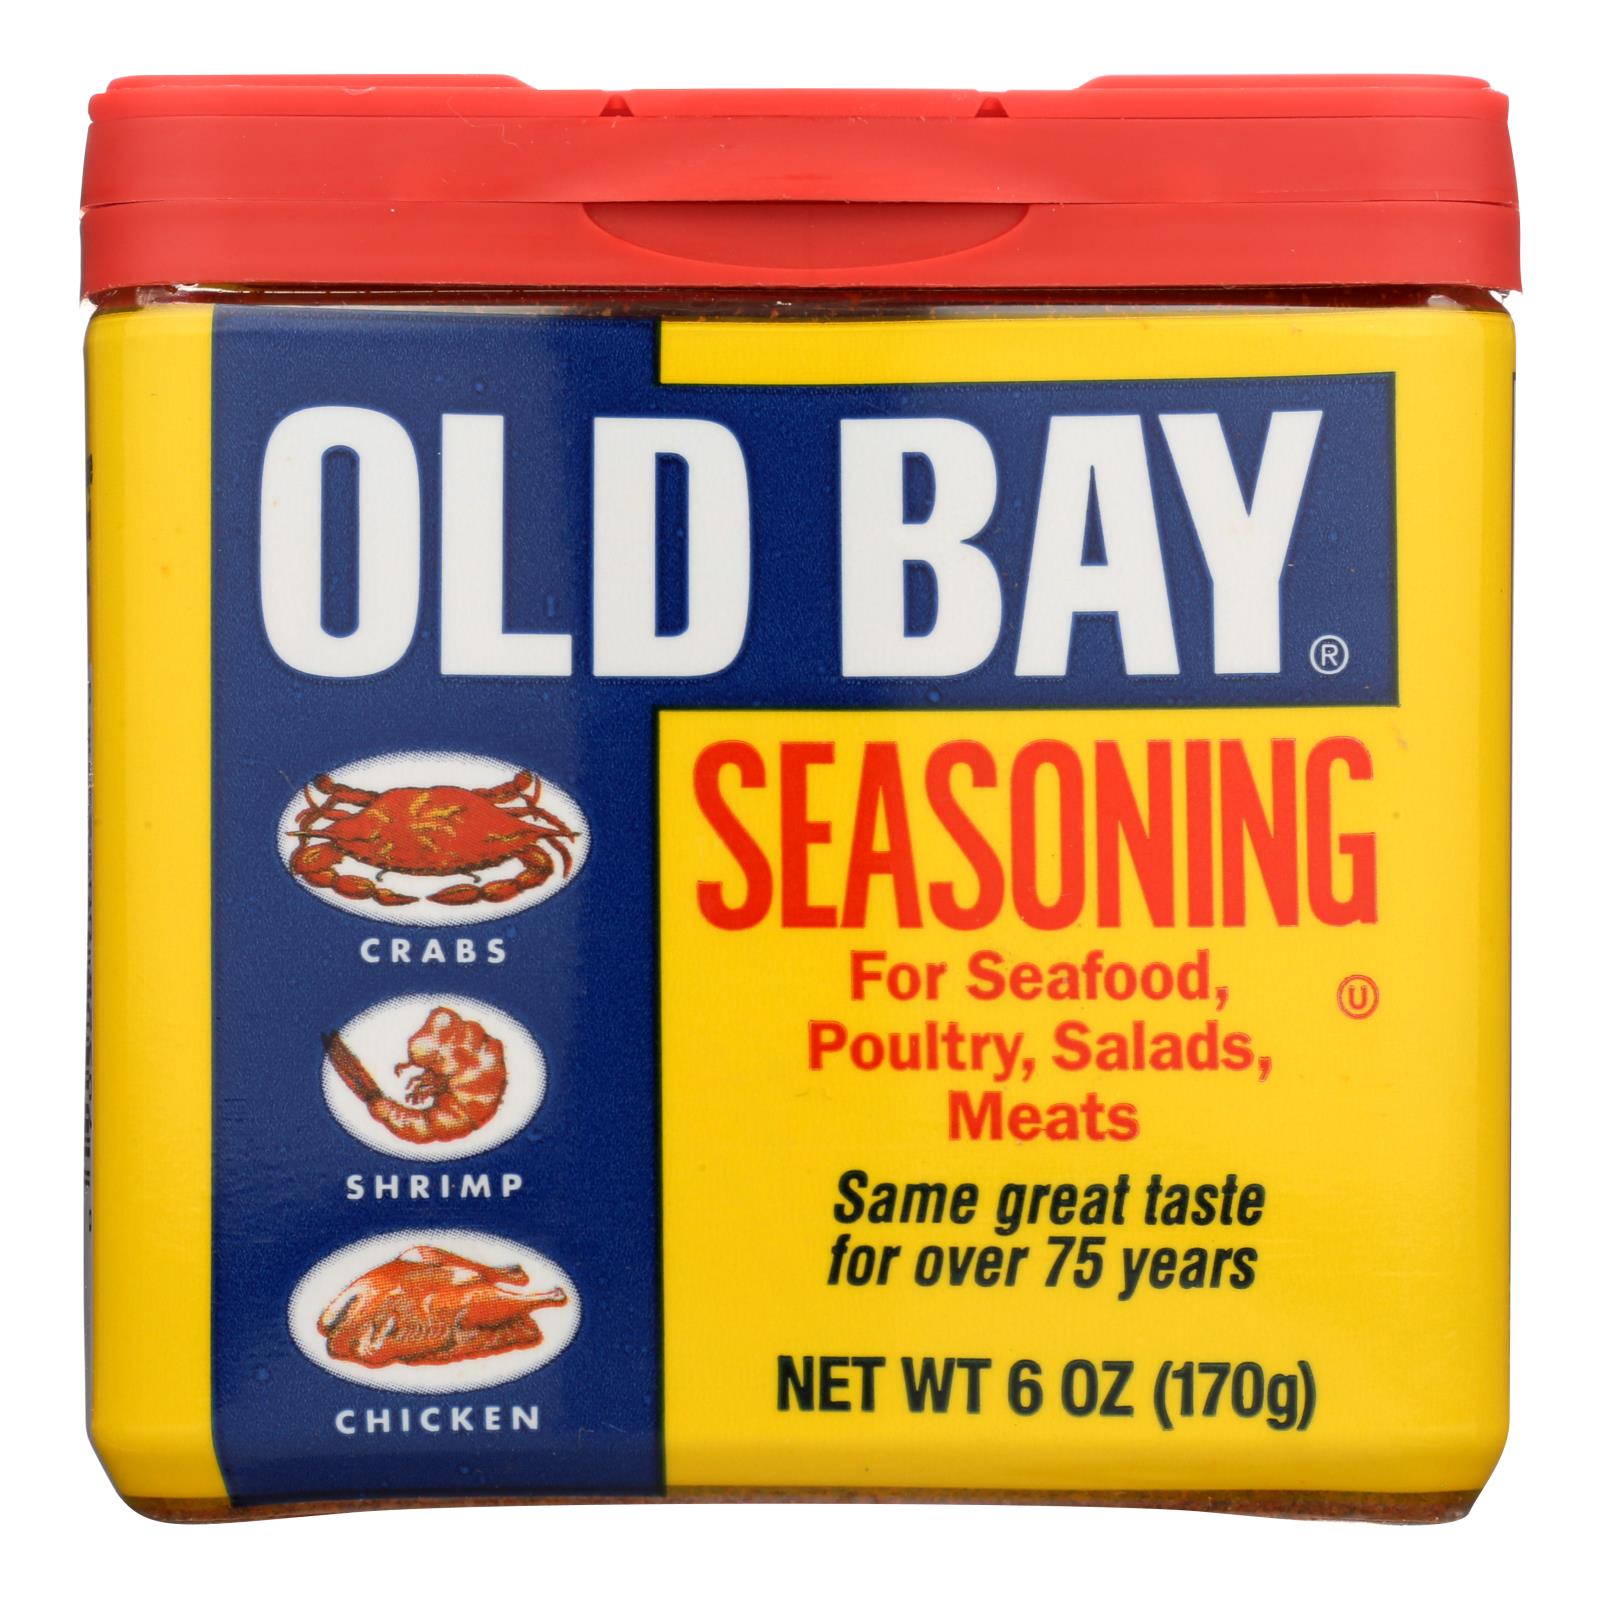 OLD BAY®
SEASONING
For Seafood,
Poultry, Salads,
Meats
Ⓤ
Same great taste
for over 75 years
NET WT 6 OZ (170g)
CRABS
SHRIMP
CHICKEN